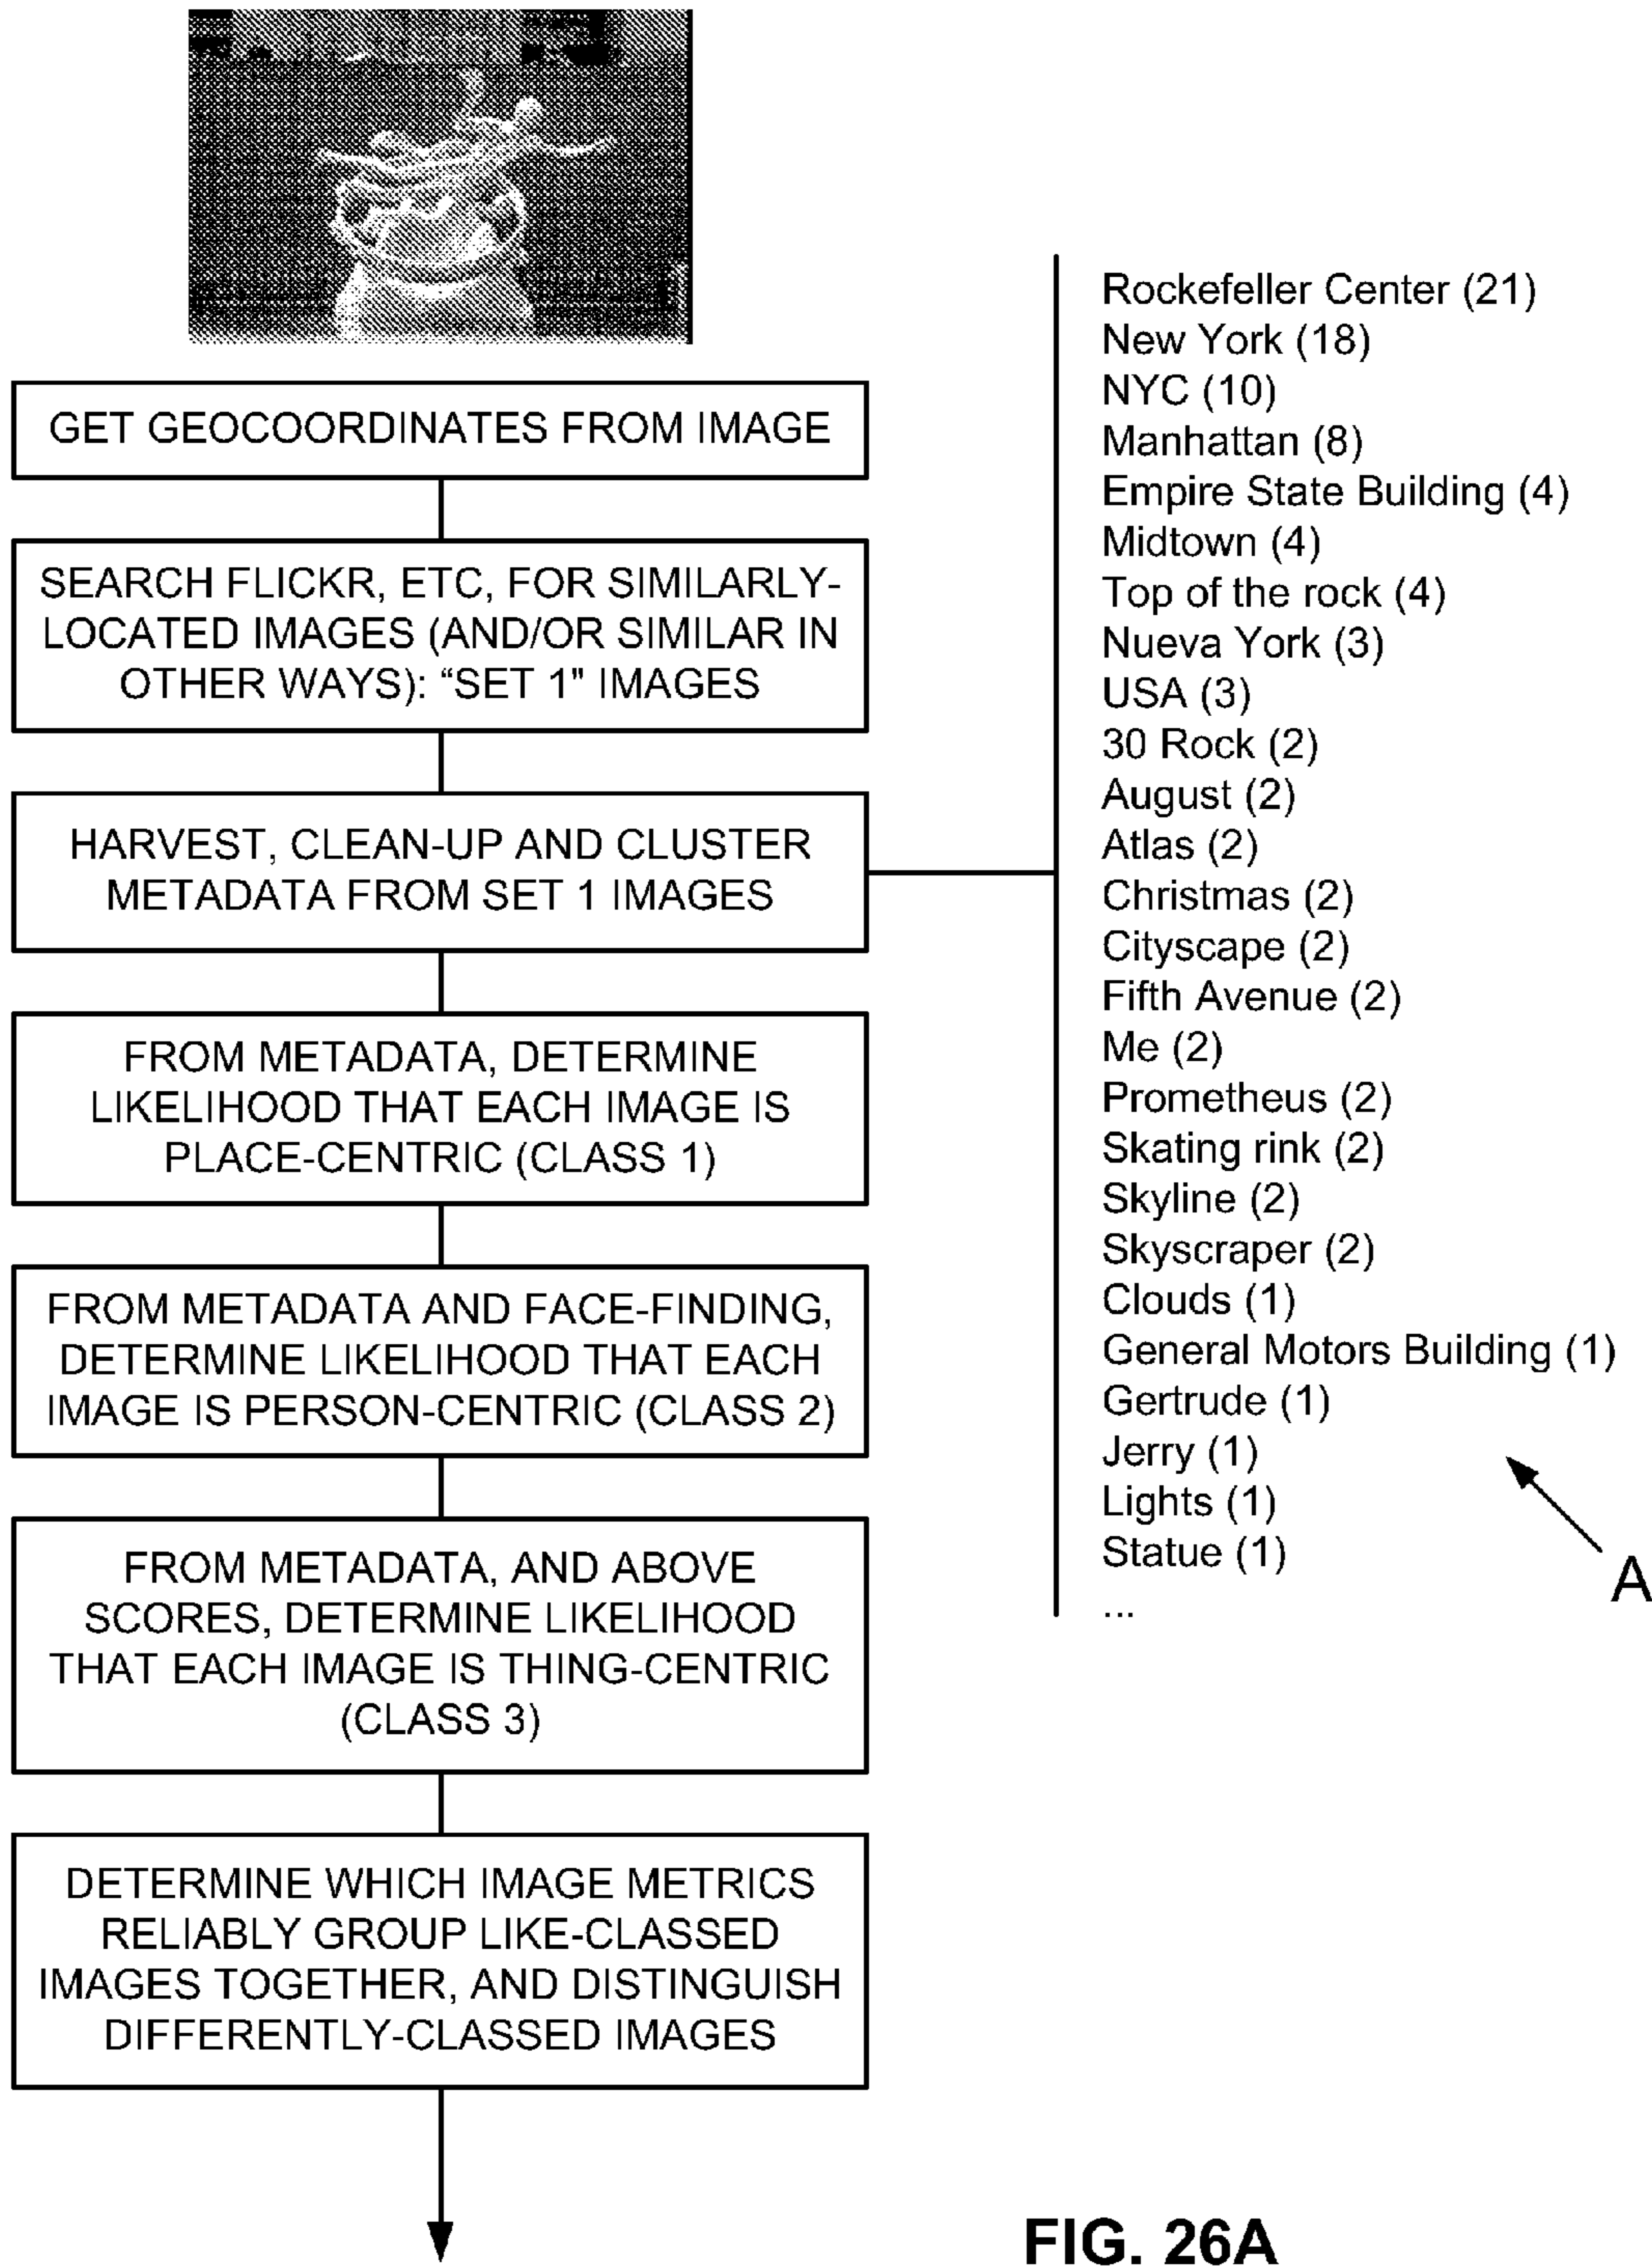 GET GEOCOORDINATES FROM IMAGE
SEARCH FLICKR, ETC, FOR SIMILARLY-
LOCATED IMAGES (AND/OR SIMILAR IN
OTHER WAYS): “SET 1" IMAGES
HARVEST, CLEAN-UP AND CLUSTER
METADATA FROM SET 1 IMAGES
FROM METADATA, DETERMINE
LIKELIHOOD THAT EACH IMAGE IS
PLACE-CENTRIC (CLASS 1)
FROM METADATA AND FACE-FINDING,
DETERMINE LIKELIHOOD THAT EACH
IMAGE IS PERSON-CENTRIC (CLASS 2)
FROM METADATA, AND ABOVE
SCORES, DETERMINE LIKELIHOOD
THAT EACH IMAGE IS THING-CENTRIC
(CLASS 3)
DETERMINE WHICH IMAGE METRICS
RELIABLY GROUP LIKE-CLASSED
IMAGES TOGETHER, AND DISTINGUISH
DIFFERENTLY-CLASSED IMAGES
Rockefeller Center (21)
New York (18)
NYC (10)
Manhattan (8)
Empire State Building (4)
Midtown (4)
Top of the rock (4)
Nueva York (3)
USA (3)
30 Rock (2)
August (2)
Atlas (2)
Christmas (2)
Cityscape (2)
Fifth Avenue (2)
Me (2)
Prometheus (2)
Skating rink (2)
Skyline (2)
Skyscraper (2)
Clouds (1)
General Motors Building (1)
Gertrude (1)
Jerry (1)
Lights (1)
Statue (1)
...
A
FIG. 26A